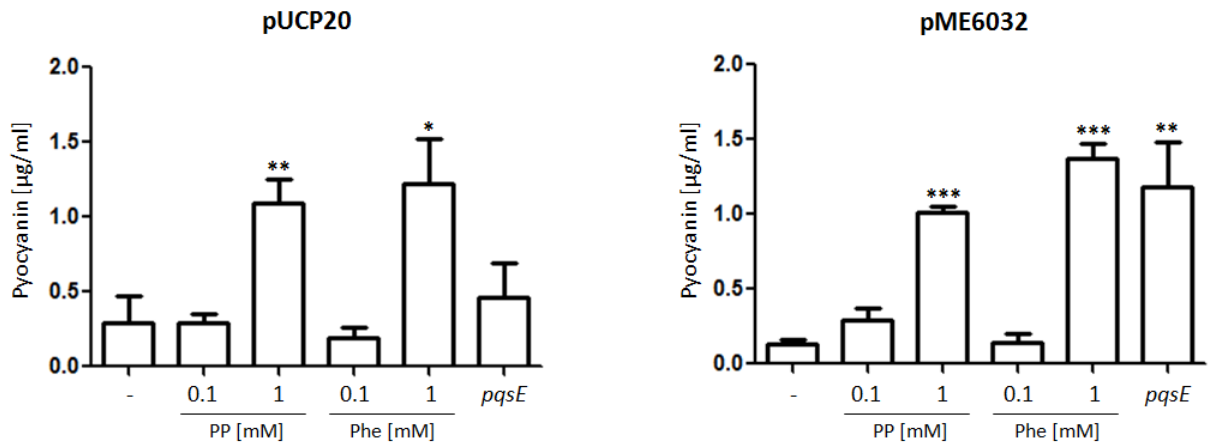 pUCP20
2.0
1.5
1.0
0.5
0.0
Pyocyanin [µg/ml]
**
*
- 0.1 1 0.1 1 pqsE
PP [mM] Phe [mM]
pME6032
2.0
1.5
1.0
0.5
0.0
Pyocyanin [µg/ml]
***
***
**
- 0.1 1 0.1 1 pqsE
PP [mM] Phe [mM]